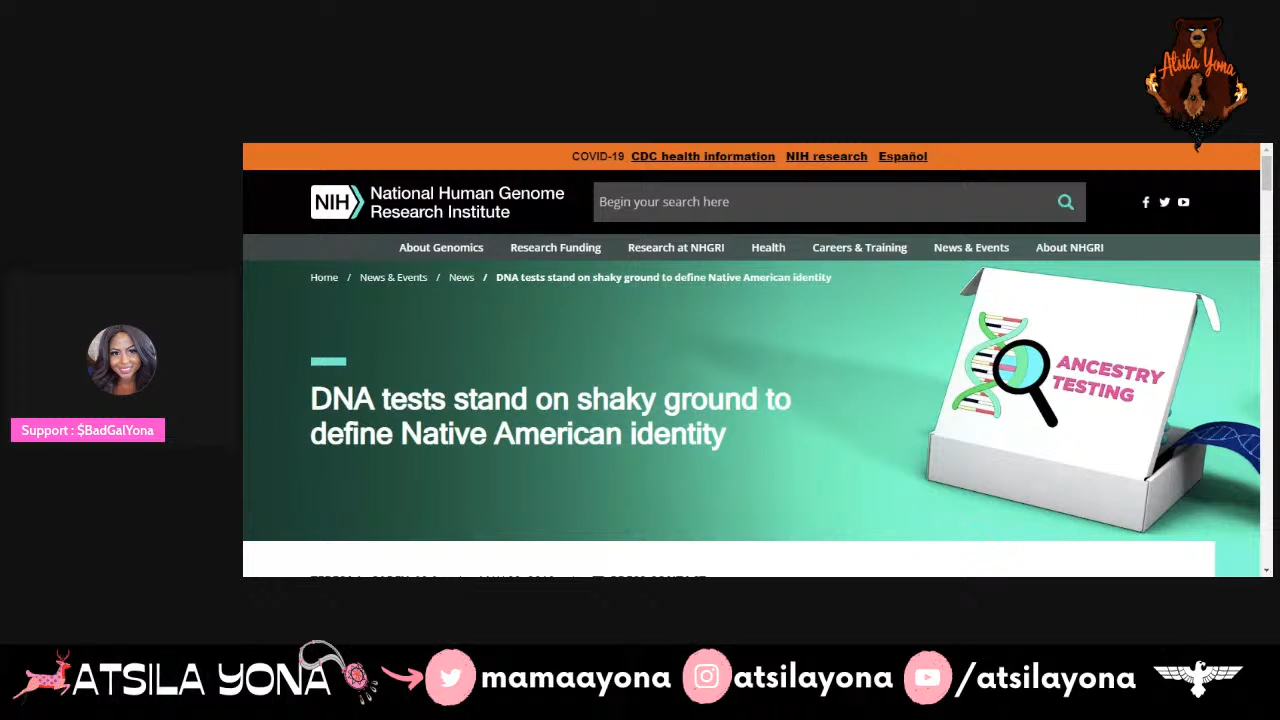 Atsila Yona
COVID-19 CDC health information NIH research Español
NIH National Human Genome Research Institute
Begin your search here
About Genomics Research Funding Research at NHGRI Health Careers & Training News & Events About NHGRI
Home / News & Events / News / DNA tests stand on shaky ground to define Native American identity
ANCESTRY
TESTING
DNA tests stand on shaky ground to
define Native American identity
Support : $BadGalYona
ATSILA YONA mamaayona atsilayona /atsilayona